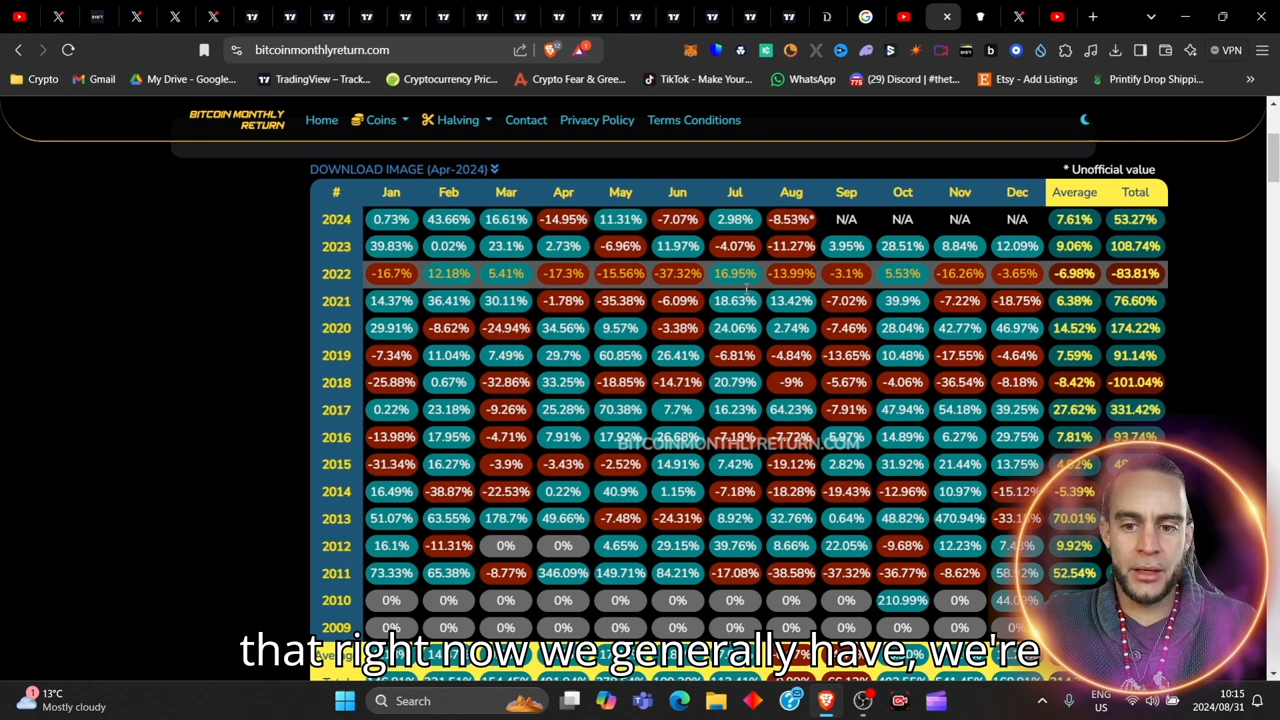 bitcoinmonthlyreturn.com
12
1
VPN
Crypto
Gmail
My Drive - Google...
TradingView – Track...
Cryptocurrency Pric...
Crypto Fear & Gree...
TikTok - Make Your...
WhatsApp
(29) Discord | #thet...
Etsy - Add Listings
Printify Drop Shippi...
BITCOIN MONTHLY
RETURN
Home
Coins
Halving
Contact
Privacy Policy
Terms Conditions
DOWNLOAD IMAGE (Apr-2024)
* Unofficial value
# Jan Feb Mar Apr May Jun Jul Aug Sep Oct Nov Dec Average Total
2024 0.73% 43.66% 16.61% -14.95% 11.31% -7.07% 2.98% -8.53%* N/A N/A N/A N/A 7.61% 53.27%
2023 39.83% 0.02% 23.1% 2.73% -6.96% 11.97% -4.07% -11.27% 3.95% 28.51% 8.84% 12.09% 9.06% 108.74%
2022 -16.7% 12.18% 5.41% -17.3% -15.56% -37.32% 16.95% -13.99% -3.1% 5.53% -16.26% -3.65% -6.98% -83.81%
2021 14.37% 36.41% 30.11% -1.78% -35.38% -6.09% 18.63% 13.42% -7.02% 39.9% -7.22% -18.75% 6.38% 76.60%
2020 29.91% -8.62% -24.94% 34.56% 9.57% -3.38% 24.06% 2.74% -7.46% 28.04% 42.77% 46.97% 14.52% 174.22%
2019 -7.34% 11.04% 7.49% 29.7% 60.85% 26.41% -6.81% -4.84% -13.65% 10.48% -17.55% -4.64% 7.59% 91.14%
2018 -25.88% 0.67% -32.86% 33.25% -18.85% -14.71% 20.79% -9% -5.67% -4.06% -36.54% -8.18% -8.42% -101.04%
2017 0.22% 23.18% -9.26% 25.28% 70.38% 7.7% 16.23% 64.23% -7.91% 47.94% 54.18% 39.25% 27.62% 331.42%
2016 -13.98% 17.95% -4.71% 7.91% 17.92% 26.68% -7.19% -7.72% 5.97% 14.89% 6.27% 29.75% 7.81% 93.74%
BITCOINMONTHLYRETURN.COM
2015 -31.34% 16.27% -3.9% -3.43% -2.52% 14.91% 7.42% -19.12% 2.82% 31.92% 21.44% 13.75% 4.02%
2014 16.49% -38.87% -22.53% 0.22% 40.9% 1.15% -7.18% -18.28% -19.43% -12.96% 10.97% -15.12% -5.39%
2013 51.07% 63.55% 178.7% 49.66% -7.48% -24.31% 8.92% 32.76% 0.64% 48.82% 470.94% 70.01%
2012 16.1% -11.31% 0% 0% 4.65% 29.15% 39.76% 8.66% 22.05% -9.68% 12.23% 9.92%
2011 73.33% 65.38% -8.77% 346.09% 149.71% 84.21% -17.08% -38.58% -37.32% -36.77% -8.62% 52.54%
2010 0% 0% 0% 0% 0% 0% 0% 0% 0% 210.99% 0%
2009 0% 0% 0% 0% 0% 0% 0% 0% 0% 0% 0% 0%
that right now we generally have, we're
1
13°C
Mostly cloudy
Search
ENG
US
10:15
2024/08/31